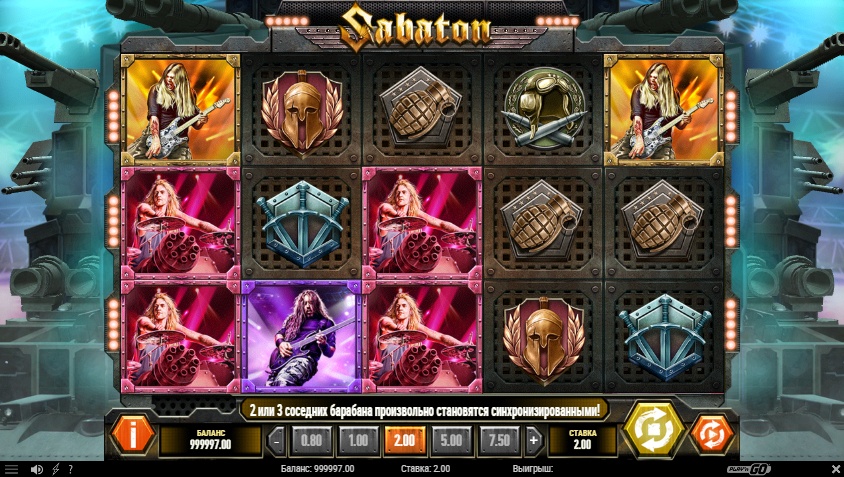 Sabaton
2 или 3 соседних барабана произвольно становятся синхронизированными!
i
БАЛАНС
999997.00
-
0.80
1.00
2.00
5.00
7.50
+
СТАВКА
2.00
?
Баланс: 999997.00
Ставка: 2.00
Выигрыш:
PLAY'N GO